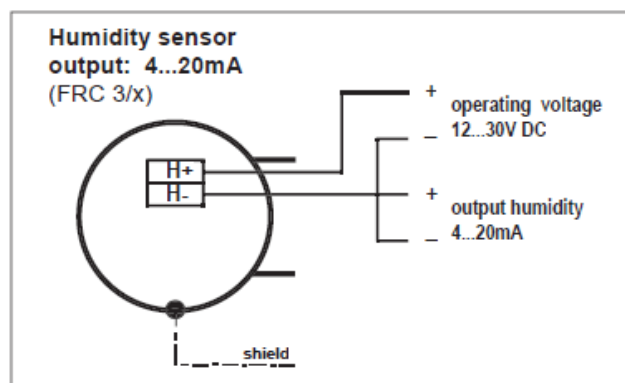 Humidity sensor
output: 4...20mA
(FRC 3/x)
H+
H-
+
operating voltage
12...30V DC
–
+
output humidity
4...20mA
–
shield